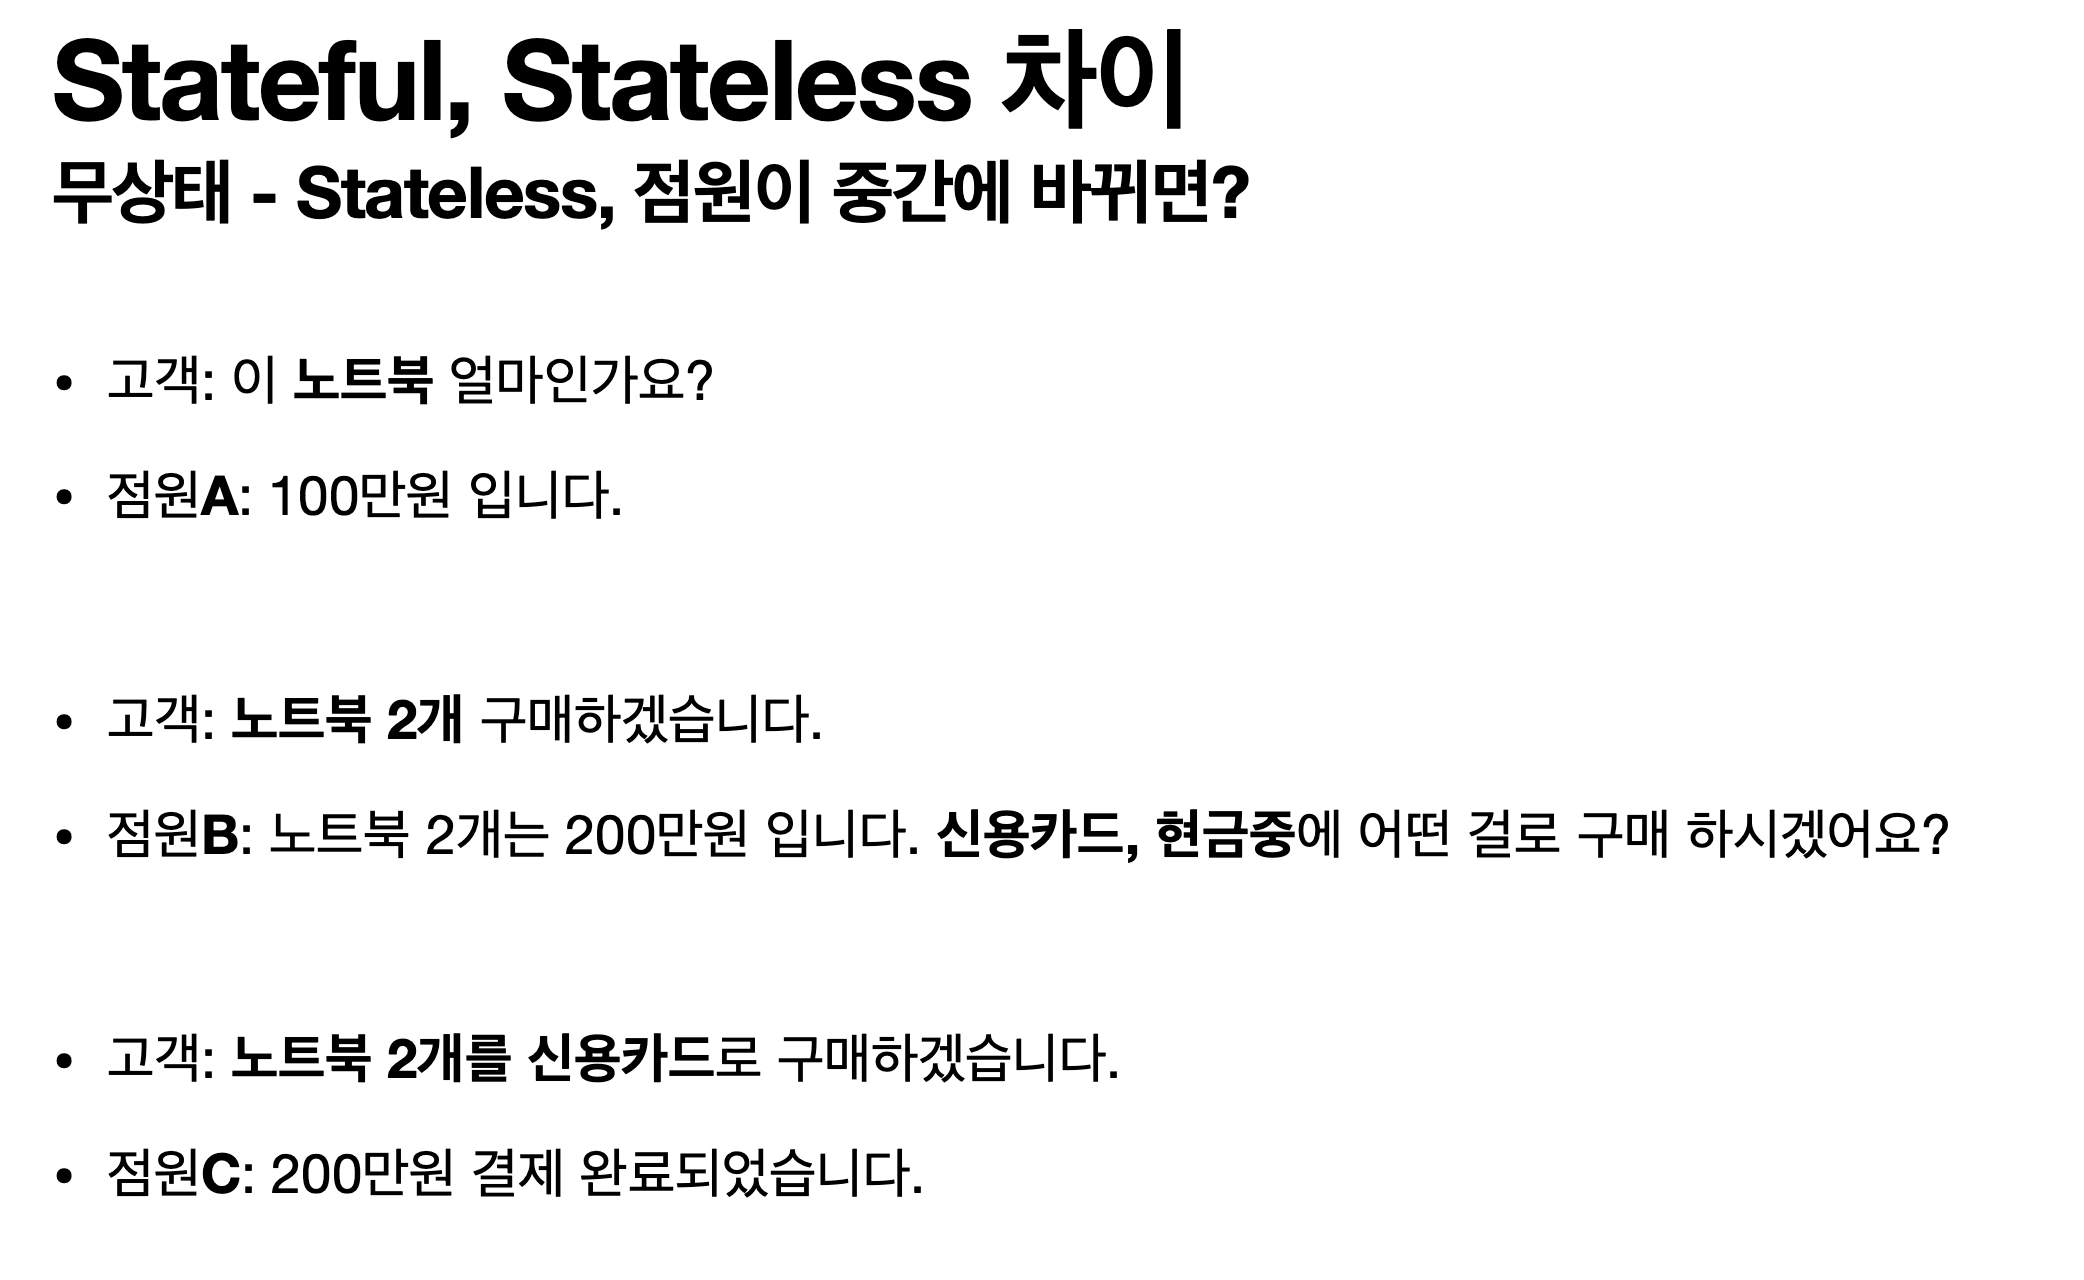 Stateful, Stateless 차이
무상태 - Stateless, 점원이 중간에 바뀌면?
• 고객: 이 노트북 얼마인가요?
• 점원A: 100만원 입니다.
• 고객: 노트북 2개 구매하겠습니다.
• 점원B: 노트북 2개는 200만원 입니다. 신용카드, 현금중에 어떤 걸로 구매 하시겠어요?
• 고객: 노트북 2개를 신용카드로 구매하겠습니다.
• 점원C: 200만원 결제 완료되었습니다.